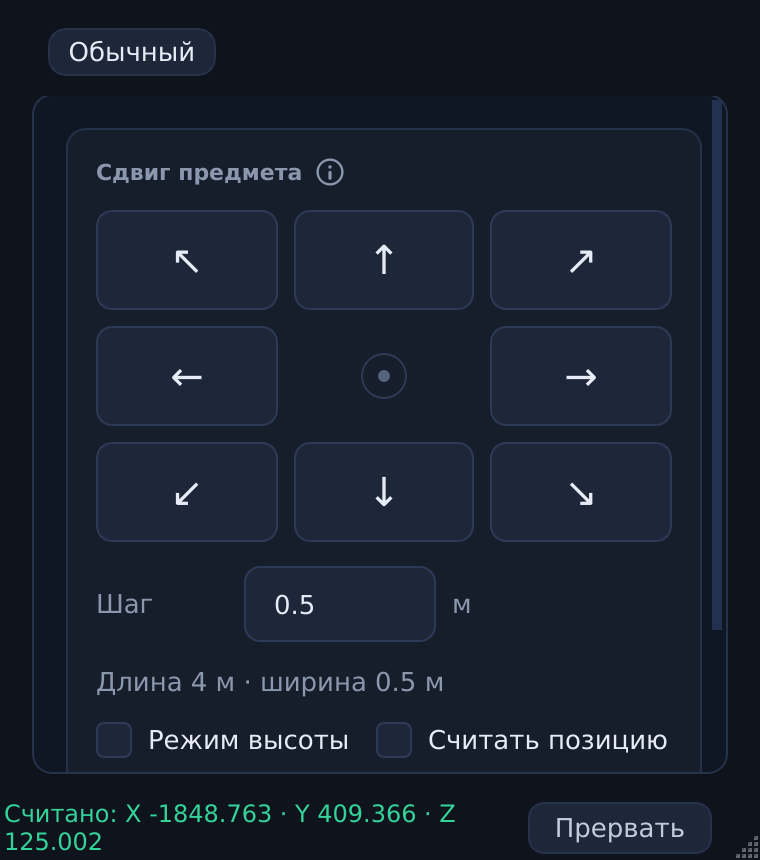 Обычный
Сдвиг предмета
↖ ↑ ↗
← →
↙ ↓ ↘
Шаг 0.5 м
Длина 4 м · ширина 0.5 м
Режим высоты Считать позицию
Считано: X -1848.763 · Y 409.366 · Z
125.002
Прервать